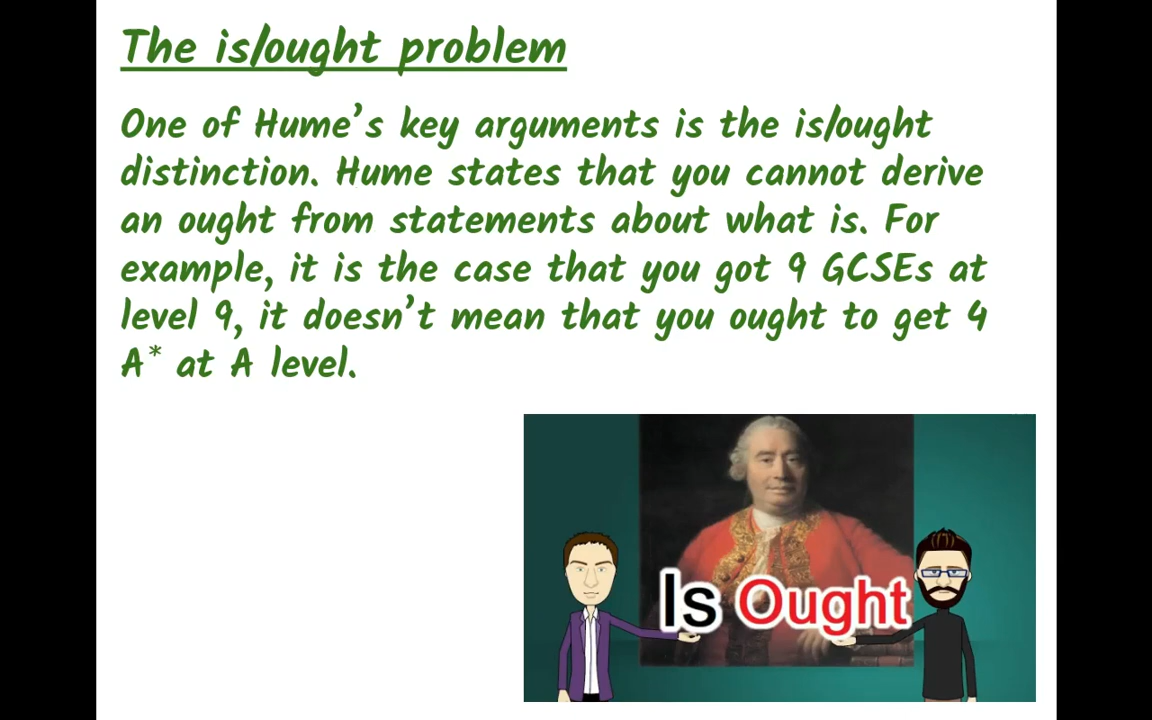 The is/ought problem
One of Hume's key arguments is the is/ought
distinction. Hume states that you cannot derive
an ought from statements about what is. For
example, it is the case that you got 9 GCSEs at
level 9, it doesn't mean that you ought to get 4
A* at A level.
Is Ought